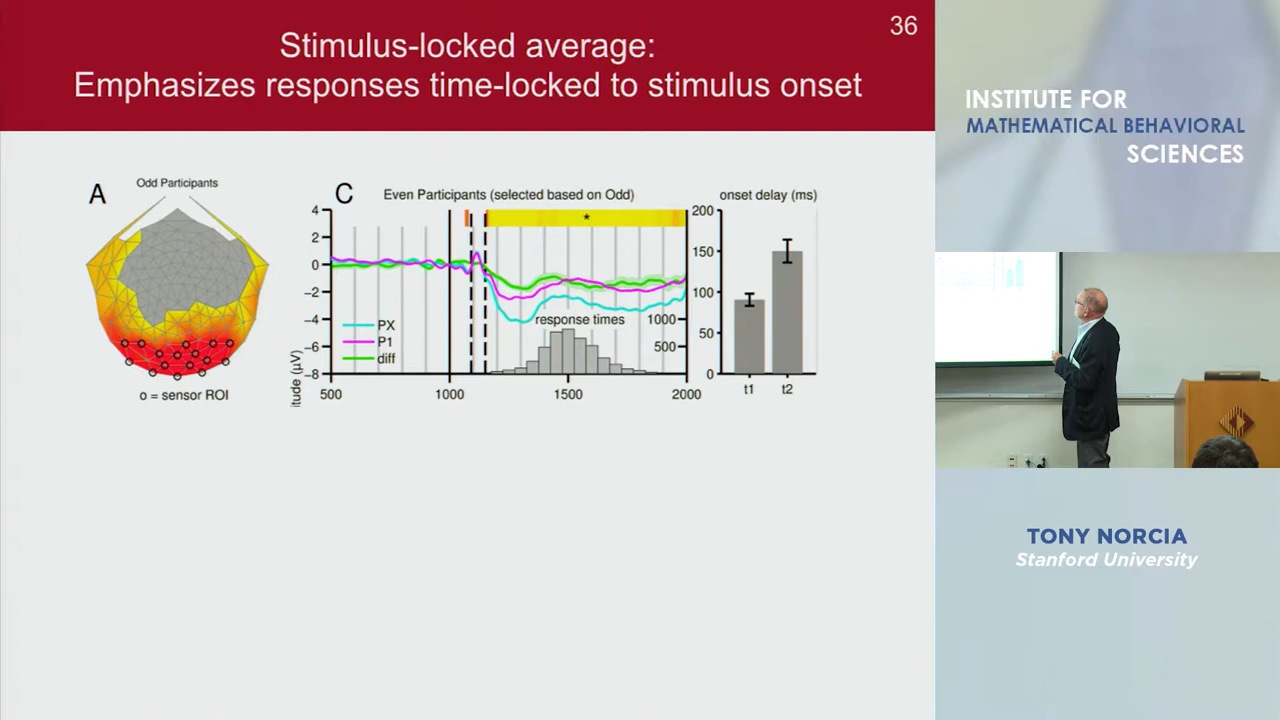 36
Stimulus-locked average:
Emphasizes responses time-locked to stimulus onset
INSTITUTE FOR
MATHEMATICAL BEHAVIORAL
SCIENCES
A
Odd Participants
o = sensor ROI
C
Even Participants (selected based on Odd)
4
2
0
−2
−4
−6
−8
itude (µV)
*
PX
P1
diff
response times
1000
500
500
1000
1500
2000
onset delay (ms)
200
150
100
50
0
t1
t2
TONY NORCIA
Stanford University